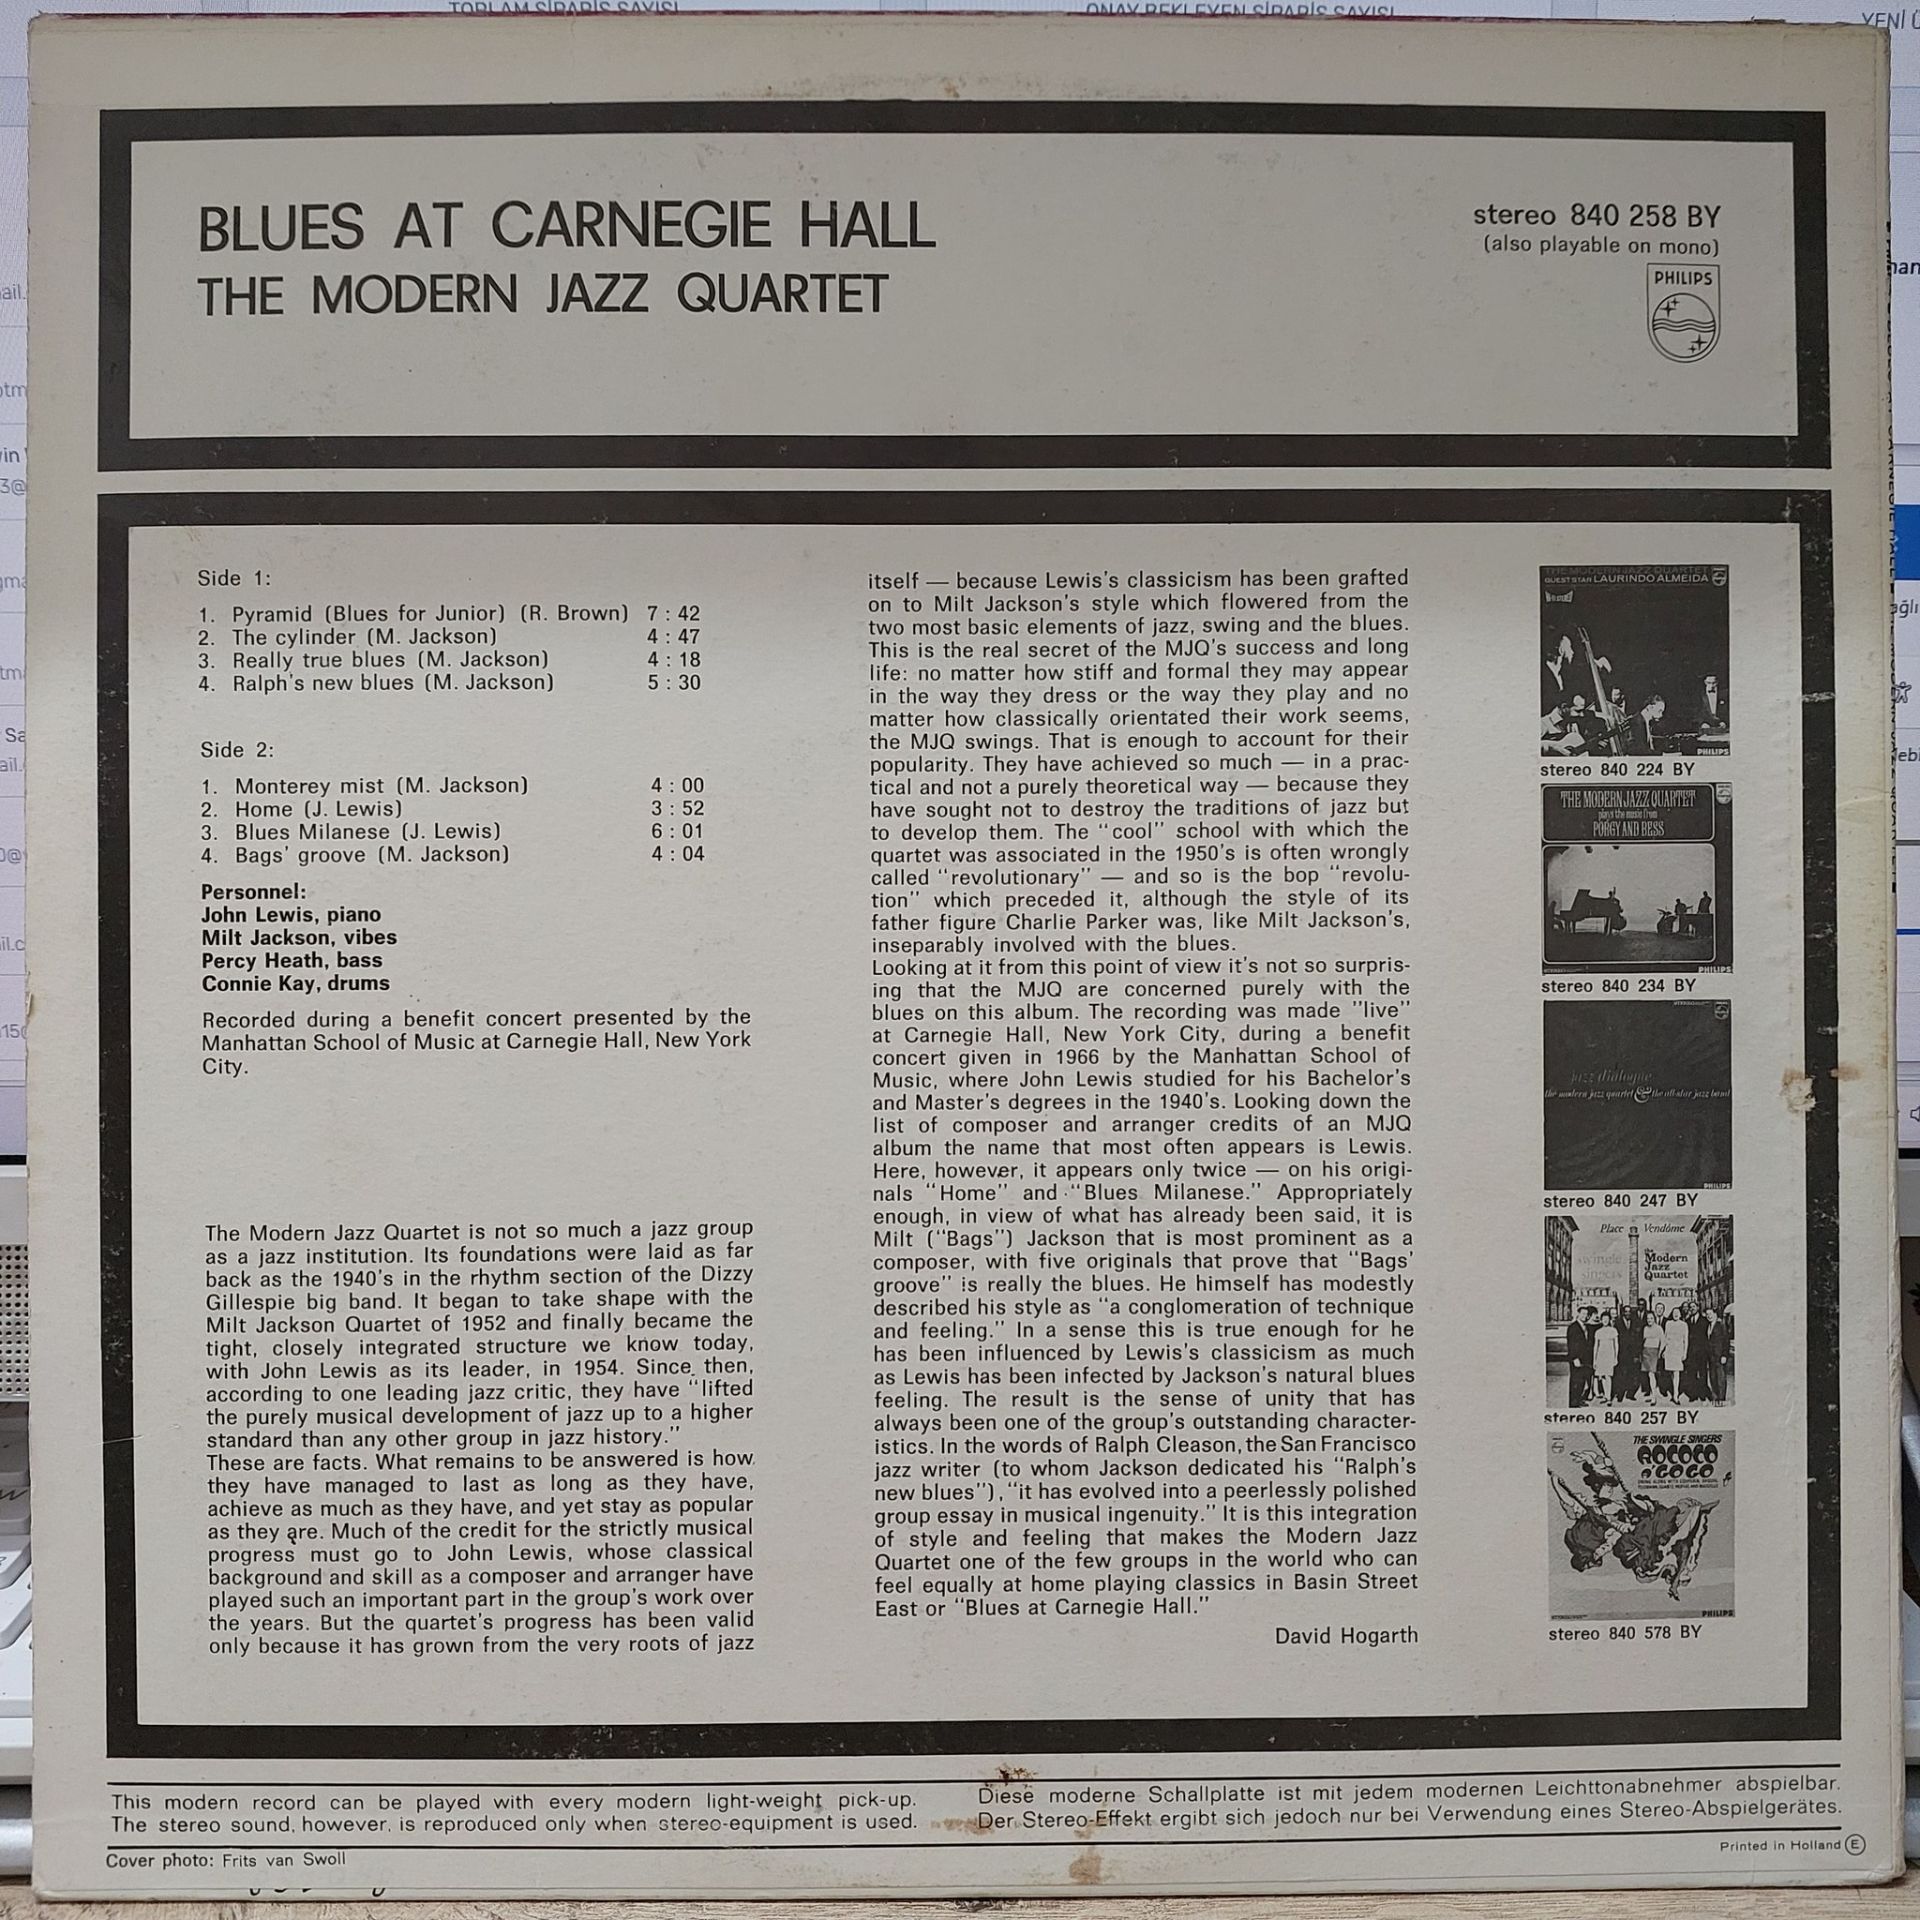 TOPLAM SİPARİŞ SAYISI
ONAY BEKLEYEN SİPARİŞ SAYISI
YENİ
BLUES AT CARNEGIE HALL
THE MODERN JAZZ QUARTET
stereo 840 258 BY
(also playable on mono)
PHILIPS
Side 1:
1. Pyramid (Blues for Junior) (R. Brown) 7 : 42
2. The cylinder (M. Jackson) 4 : 47
3. Really true blues (M. Jackson) 4 : 18
4. Ralph's new blues (M. Jackson) 5 : 30
Side 2:
1. Monterey mist (M. Jackson) 4 : 00
2. Home (J. Lewis) 3 : 52
3. Blues Milanese (J. Lewis) 6 : 01
4. Bags' groove (M. Jackson) 4 : 04
Personnel:
John Lewis, piano
Milt Jackson, vibes
Percy Heath, bass
Connie Kay, drums
Recorded during a benefit concert presented by the
Manhattan School of Music at Carnegie Hall, New York
City.
The Modern Jazz Quartet is not so much a jazz group
as a jazz institution. Its foundations were laid as far
back as the 1940's in the rhythm section of the Dizzy
Gillespie big band. It began to take shape with the
Milt Jackson Quartet of 1952 and finally became the
tight, closely integrated structure we know today,
with John Lewis as its leader, in 1954. Since then,
according to one leading jazz critic, they have "lifted
the purely musical development of jazz up to a higher
standard than any other group in jazz history."
These are facts. What remains to be answered is how
they have managed to last as long as they have,
achieve as much as they have, and yet stay as popular
as they are. Much of the credit for the strictly musical
progress must go to John Lewis, whose classical
background and skill as a composer and arranger have
played such an important part in the group's work over
the years. But the quartet's progress has been valid
only because it has grown from the very roots of jazz
itself — because Lewis's classicism has been grafted
on to Milt Jackson's style which flowered from the
two most basic elements of jazz, swing and the blues.
This is the real secret of the MJQ's success and long
life: no matter how stiff and formal they may appear
in the way they dress or the way they play and no
matter how classically orientated their work seems,
the MJQ swings. That is enough to account for their
popularity. They have achieved so much — in a prac-
tical and not a purely theoretical way — because they
have sought not to destroy the traditions of jazz but
to develop them. The "cool" school with which the
quartet was associated in the 1950's is often wrongly
called "revolutionary" — and so is the bop "revolu-
tion" which preceded it, although the style of its
father figure Charlie Parker was, like Milt Jackson's,
inseparably involved with the blues.
Looking at it from this point of view it's not so surpris-
ing that the MJQ are concerned purely with the
blues on this album. The recording was made "live"
at Carnegie Hall, New York City, during a benefit
concert given in 1966 by the Manhattan School of
Music, where John Lewis studied for his Bachelor's
and Master's degrees in the 1940's. Looking down the
list of composer and arranger credits of an MJQ
album the name that most often appears is Lewis.
Here, however, it appears only twice — on his origi-
nals "Home" and "Blues Milanese." Appropriately
enough, in view of what has already been said, it is
Milt ("Bags") Jackson that is most prominent as a
composer, with five originals that prove that "Bags'
groove" is really the blues. He himself has modestly
described his style as "a conglomeration of technique
and feeling." In a sense this is true enough for he
has been influenced by Lewis's classicism as much
as Lewis has been infected by Jackson's natural blues
feeling. The result is the sense of unity that has
always been one of the group's outstanding character-
istics. In the words of Ralph Cleason, the San Francisco
jazz writer (to whom Jackson dedicated his "Ralph's
new blues"), "it has evolved into a peerlessly polished
group essay in musical ingenuity." It is this integration
of style and feeling that makes the Modern Jazz
Quartet one of the few groups in the world who can
feel equally at home playing classics in Basin Street
East or "Blues at Carnegie Hall."
David Hogarth
THE MODERN JAZZ QUARTET
GUEST STAR LAURINDO ALMEIDA
PHILIPS
stereo 840 224 BY
THE MODERN JAZZ QUARTET
plays the music from
PORGY AND BESS
PHILIPS
stereo 840 234 BY
jazz dialogue
the modern jazz quartet & the all-star jazz band
PHILIPS
stereo 840 247 BY
Place Vendôme
swingle singers
the Modern Jazz Quartet
stereo 840 257 BY
THE SWINGLE SINGERS
ROCOCO
A'GO GO
PHILIPS
stereo 840 578 BY
This modern record can be played with every modern light-weight pick-up.
The stereo sound, however, is reproduced only when stereo-equipment is used.
Diese moderne Schallplatte ist mit jedem modernen Leichttonabnehmer abspielbar.
Der Stereo-Effekt ergibt sich jedoch nur bei Verwendung eines Stereo-Abspielgerätes.
Cover photo: Frits van Swoll
Printed in Holland E